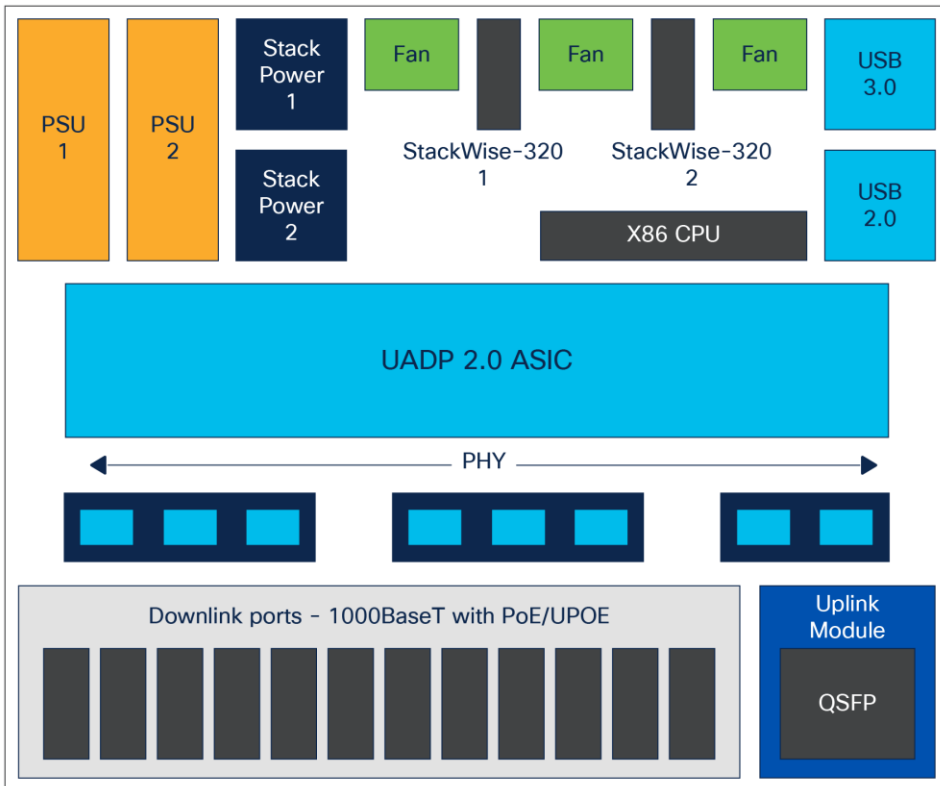 PSU
1
PSU
2
Stack
Power
1
Stack
Power
2
Fan
Fan
Fan
StackWise-320
1
StackWise-320
2
X86 CPU
USB
3.0
USB
2.0
UADP 2.0 ASIC
PHY
Downlink ports - 1000BaseT with PoE/UPOE
Uplink
Module
QSFP